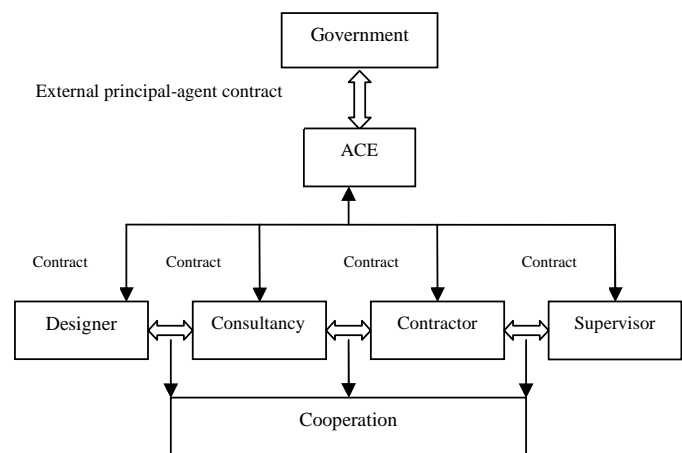 Government
External principal-agent contract
ACE
Contract
Contract
Contract
Contract
Designer
Consultancy
Contractor
Supervisor
Cooperation